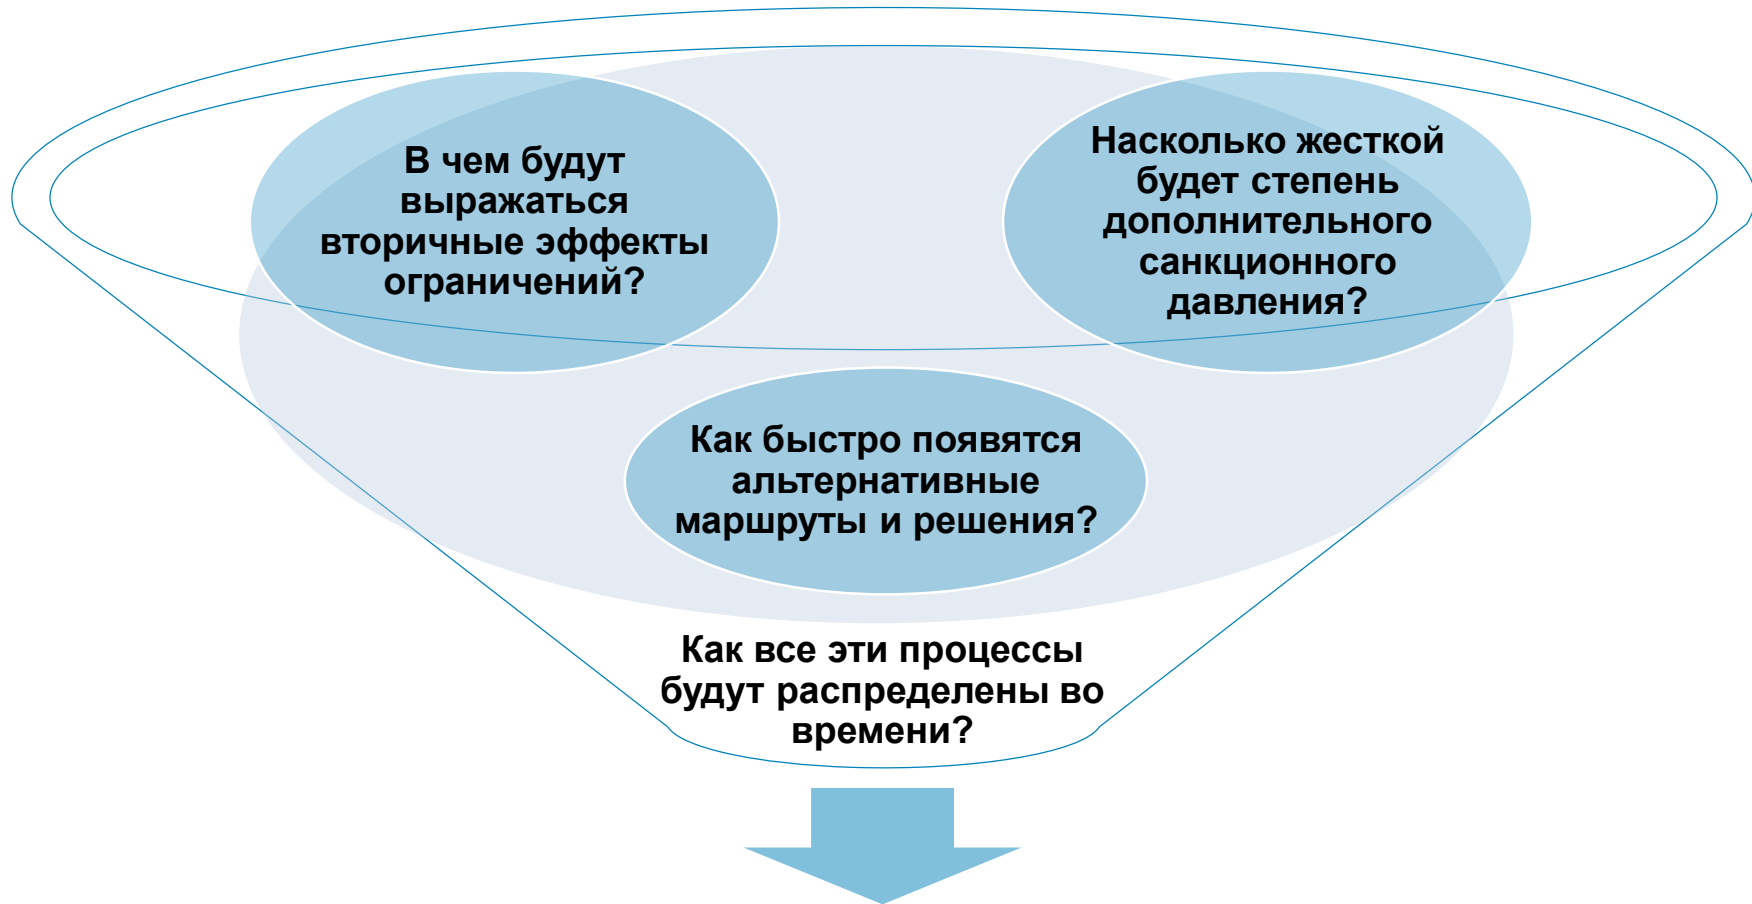 В чем будут
выражаться
вторичные эффекты
ограничений?
Насколько жесткой
будет степень
дополнительного
санкционного
давления?
Как быстро появятся
альтернативные
маршруты и решения?
Как все эти процессы
будут распределены во
времени?